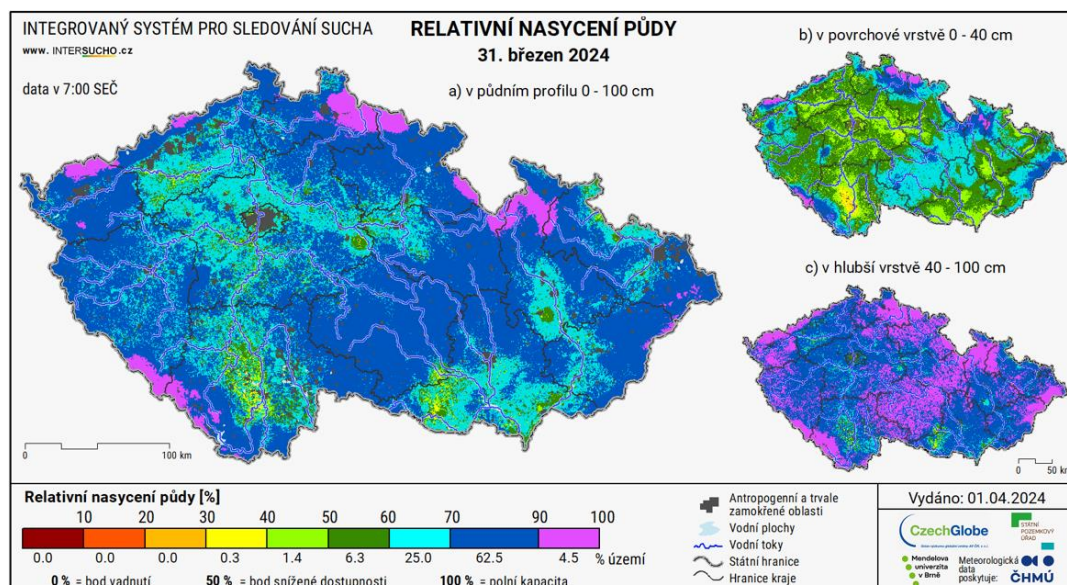 INTEGROVANÝ SYSTÉM PRO SLEDOVÁNÍ SUCHA
www. INTERSUCHO.cz
data v 7:00 SEČ
RELATIVNÍ NASYCENÍ PŮDY
31. březen 2024
a) v půdním profilu 0 - 100 cm
b) v povrchové vrstvě 0 - 40 cm
c) v hlubší vrstvě 40 - 100 cm
0 100 km
0 50 km
Relativní nasycení půdy [%]
10 20 30 40 50 60 70 90 100
0.0 0.0 0.0 0.3 1.4 6.3 25.0 62.5 4.5 % území
0 % = bod vadnutí 50 % = bod snížené dostupnosti 100 % = polní kapacita
Antropogenní a trvale
zamokřené oblasti
Vodní plochy
Vodní toky
Státní hranice
Hranice kraje
Vydáno: 01.04.2024
CzechGlobe
STÁTNÍ
POZEMKOVÝ
ÚŘAD
Mendelova
univerzita
v Brně
Meteorologická
data
poskytuje:
ČHMÚ